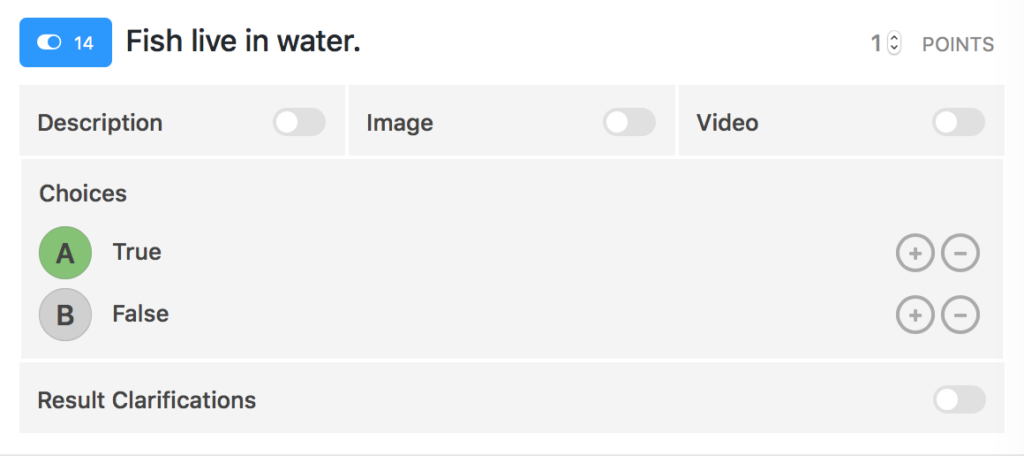 14 Fish live in water. 1 POINTS
Description Image Video
Choices
A True
B False
Result Clarifications